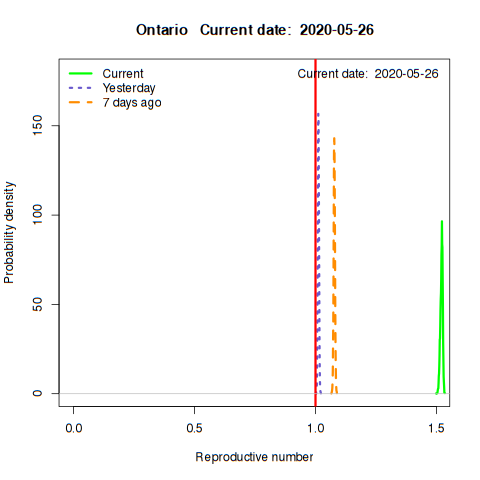 Ontario Current date: 2020-05-26
Current
Current date: 2020-05-26
Yesterday
7 days ago
Probability density
150
100
50
0
0.0 0.5 1.0 1.5
Reproductive number